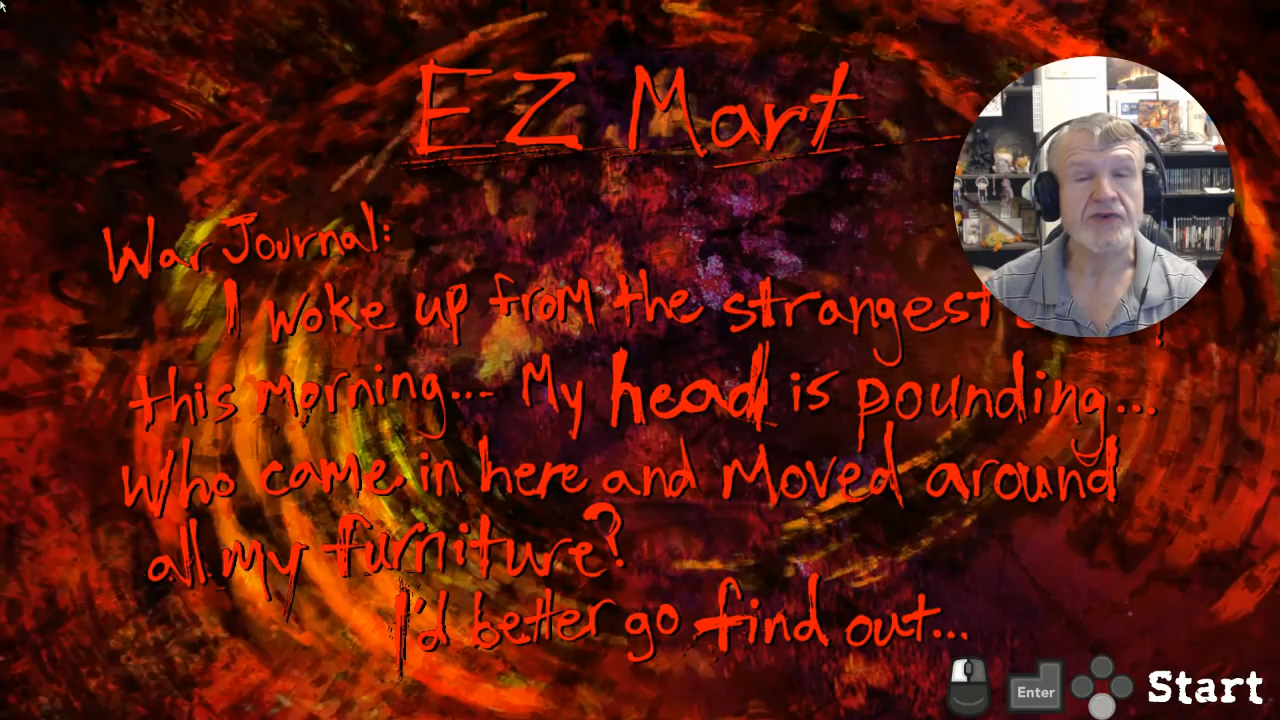 EZ Mart
War Journal:
I woke up from the strangest
this morning... My head is pounding...
Who came in here and moved around
all my furniture?
I'd better go find out...
Enter Start